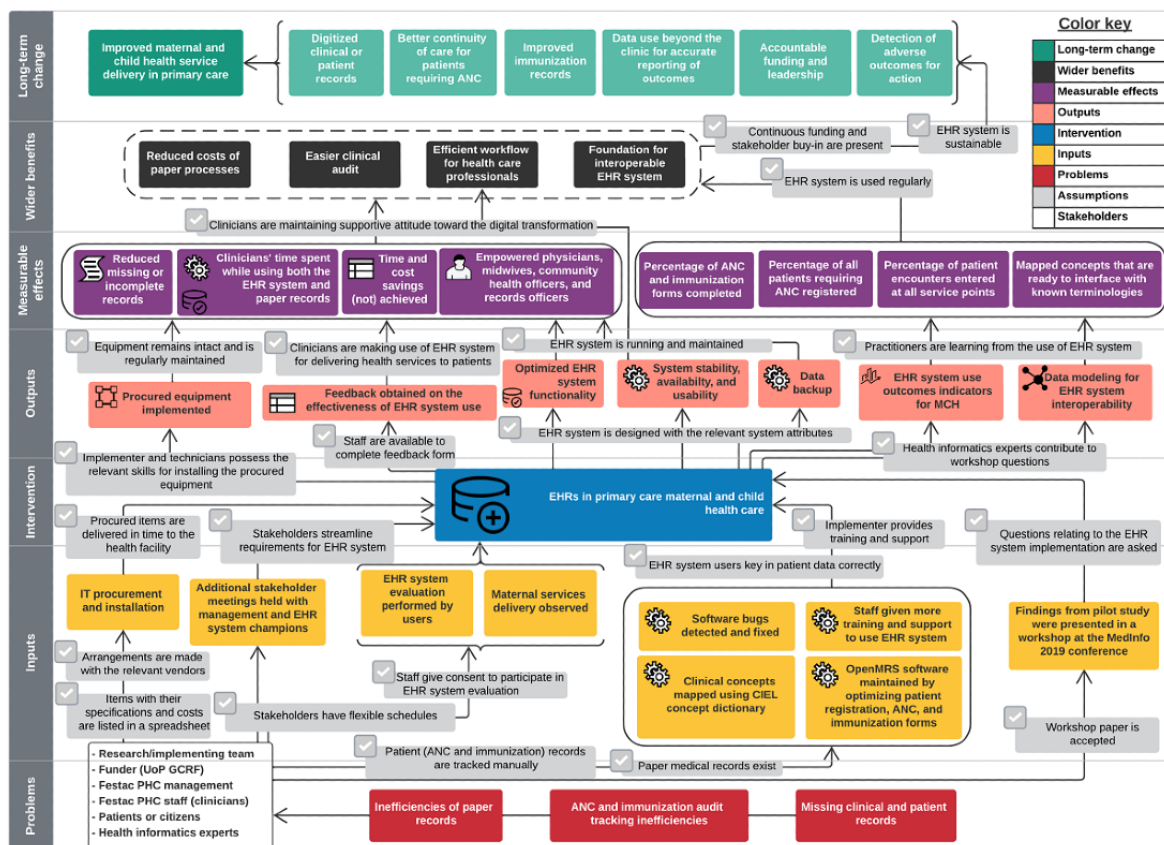 Long-term
change
Improved maternal and
child health service
delivery in primary care
Digitized
clinical or
patient
records
Better continuity
of care for
patients
requiring ANC
Improved
immunization
records
Data use beyond
the clinic for
accurate
reporting of
outcomes
Accountable
funding and
leadership
Detection of
adverse
outcomes for
action
Color key
Long-term change
Wider benefits
Measurable effects
Outputs
Intervention
Inputs
Problems
Assumptions
Stakeholders
Wider benefits
Continuous funding and
stakeholder buy-in are present
EHR system is
sustainable
Reduced costs of
paper processes
Easier clinical
audit
Efficient workflow
for health care
professionals
Foundation for
interoperable
EHR system
EHR system is used regularly
Clinicians are maintaining supportive attitude toward the digital transformation
Measurable
effects
Reduced
missing or
incomplete
records
Clinicians' time spent
while using both the
EHR system and
paper records
Time and
cost
savings
(not) achieved
Empowered physicians,
midwives, community
health officers, and
records officers
Percentage of ANC
and immunization
forms completed
Percentage of all
patients requiring
ANC registered
Percentage of patient
encounters entered
at all service points
Mapped concepts that are
ready to interface with
known terminologies
Outputs
Equipment remains intact and is
regularly maintained
Clinicians are making use of EHR system
for delivering health services to patients
EHR system is running and maintained
Practitioners are learning from the use of EHR system
Procured equipment
implemented
Feedback obtained on the
effectiveness of EHR system use
Optimized EHR
system
functionality
System stability,
availabilty, and
usability
Data
backup
EHR system use
outcomes indicators
for MCH
Data modeling for
EHR system
interoperability
Staff are available to
complete feedback form
EHR system is designed with the relevant system attributes
Health informatics experts contribute to
workshop questions
Implementer and technicians possess the
relevant skills for installing the procured
equipment
Intervention
EHRs in primary care maternal and child
health care
Procured items are
delivered in time to the
health facility
Stakeholders streamline
requirements for EHR system
Implementer provides
training and support
Questions relating to the EHR
system implementation are asked
EHR system users key in patient data correctly
Inputs
IT procurement
and installation
Additional stakeholder
meetings held with
management and EHR
system champions
EHR system
evaluation
performed by
users
Maternal services
delivery observed
Software bugs
detected and fixed
Staff given more
training and support
to use EHR system
Clinical concepts
mapped using CIEL
concept dictionary
OpenMRS software
maintained by
optimizing patient
registration, ANC, and
immunization forms
Findings from pilot study
were presented in a
workshop at the MedInfo
2019 conference
Arrangements are made
with the relevant vendors
Items with their
specifications and costs
are listed in a spreadsheet
Staff give consent to participate in
EHR system evaluation
Stakeholders have flexible schedules
Workshop paper is
accepted
Patient (ANC and immunization) records
are tracked manually
Paper medical records exist
Problems
- Research/implementing team
- Funder (UoP GCRF)
- Festac PHC management
- Festac PHC staff (clinicians)
- Patients or citizens
- Health informatics experts
Inefficiencies of paper
records
ANC and immunization audit
tracking inefficiencies
Missing clinical and patient
records